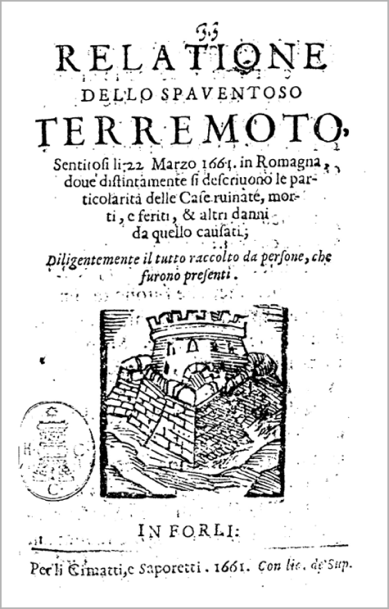 33
RELATIONE
DELLO SPAVENTOSO
TERREMOTO,
Sentitosi li 22 Marzo 1661. in Romagna,
doue distintamente si descriuono le par-
ticolarità delle Case ruinate, mor-
ti, e feriti, & altri danni
da quello causati;
Diligentemente il tutto raccolto da persone, che
furono presenti.
B C
C
IN FORLI:
Per li Cimatti, e Saporetti. 1661. Con lic. de' Sup.